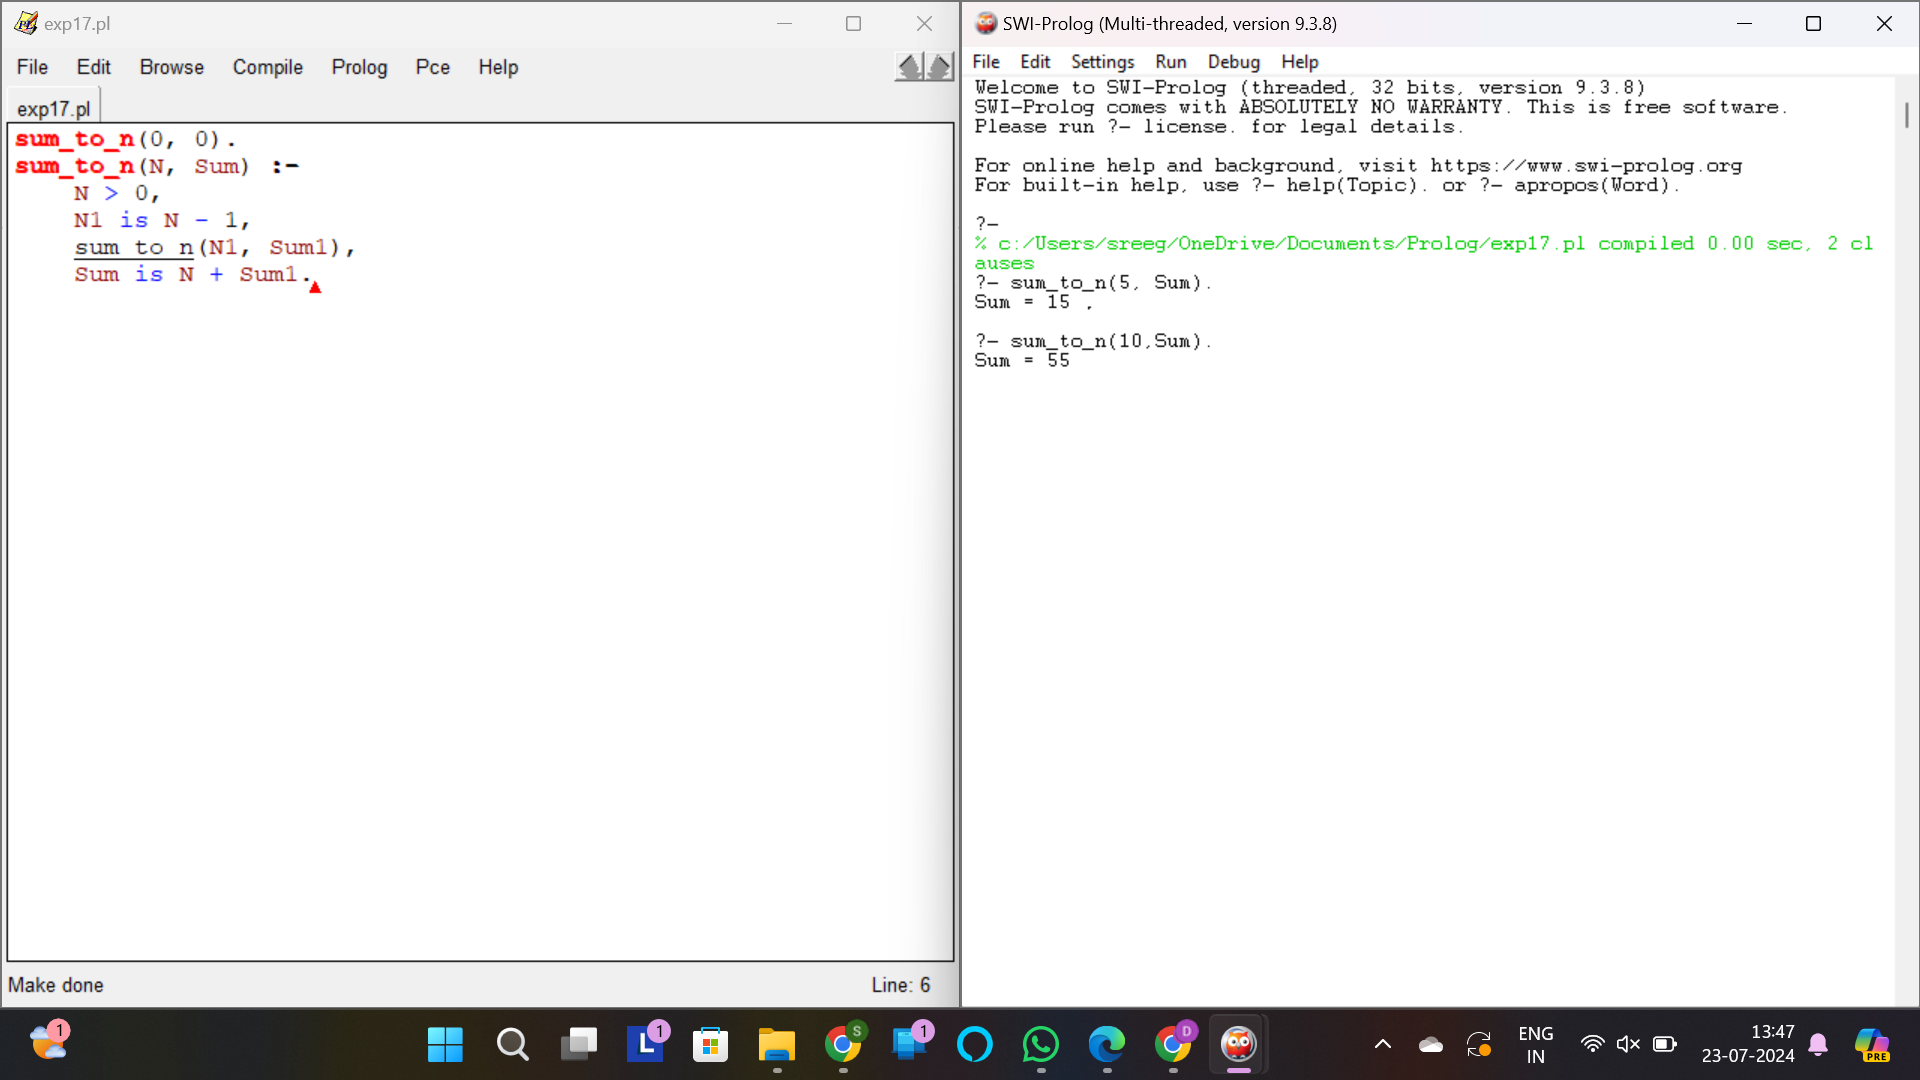 exp17.pl
File Edit Browse Compile Prolog Pce Help
exp17.pl
sum_to_n(0, 0).
sum_to_n(N, Sum) :-
    N > 0,
    N1 is N - 1,
    sum_to_n(N1, Sum1),
    Sum is N + Sum1.
Make done
Line: 6
SWI-Prolog (Multi-threaded, version 9.3.8)
File Edit Settings Run Debug Help
Welcome to SWI-Prolog (threaded, 32 bits, version 9.3.8)
SWI-Prolog comes with ABSOLUTELY NO WARRANTY. This is free software.
Please run ?- license. for legal details.
For online help and background, visit https://www.swi-prolog.org
For built-in help, use ?- help(Topic). or ?- apropos(Word).
?-
% c:/Users/sreeg/OneDrive/Documents/Prolog/exp17.pl compiled 0.00 sec, 2 cl
auses
?- sum_to_n(5, Sum).
Sum = 15 ,
?- sum_to_n(10,Sum).
Sum = 55
1
L
1
S
1
D
ENG
IN
13:47
23-07-2024
PRE